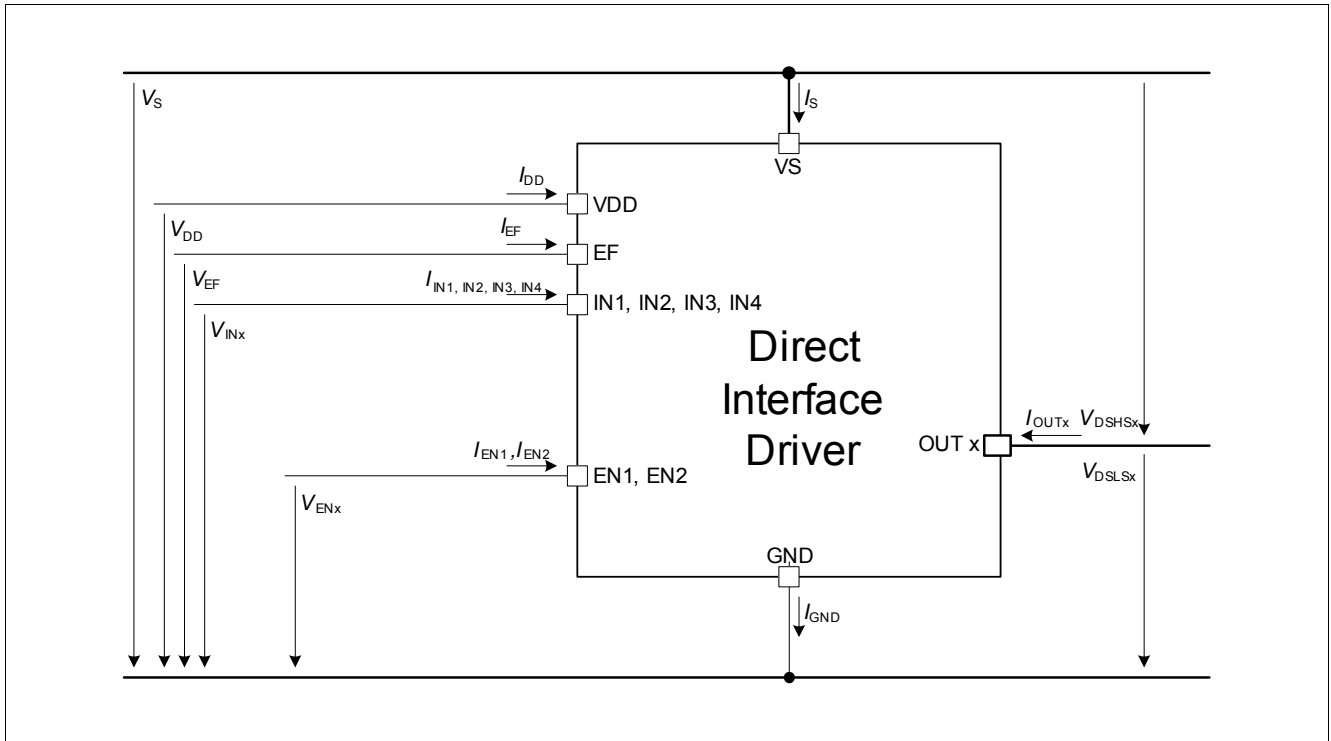 VS
IS
VS
IDD
VDD
VDD
IEF
EF
VEF
IIN1, IN2, IN3, IN4
IN1, IN2, IN3, IN4
VINx
Direct
Interface
Driver
IOUTx
VDSHSx
OUT x
VDSLSx
IEN1 ,IEN2
EN1, EN2
VENx
GND
IGND